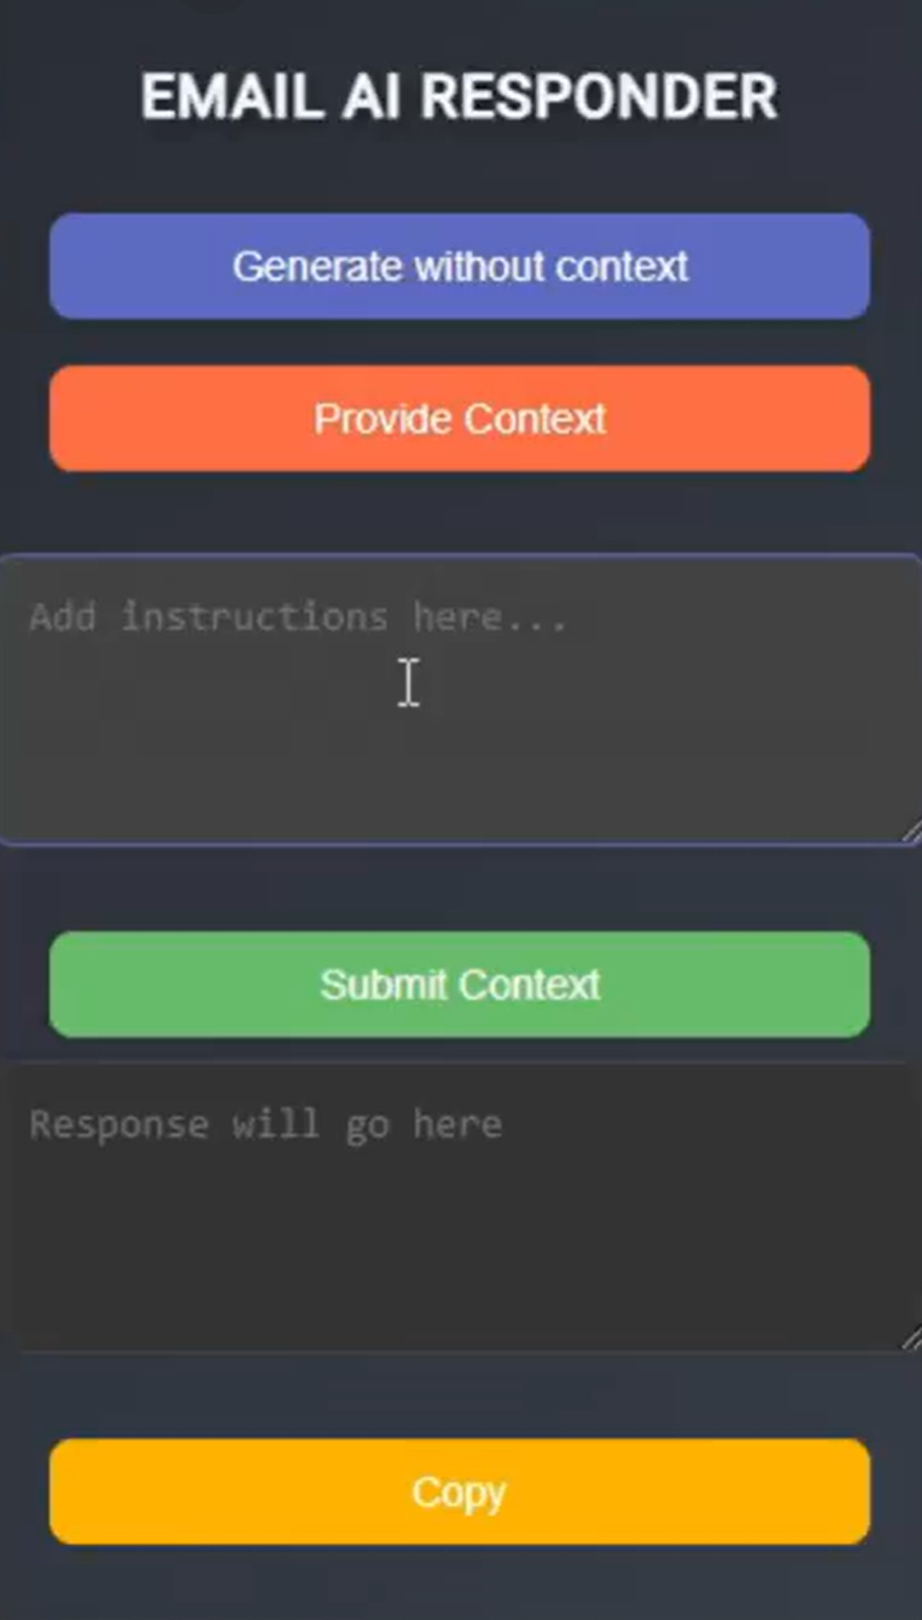 EMAIL AI RESPONDER
Generate without context
Provide Context
Add instructions here...
Submit Context
Response will go here
Copy